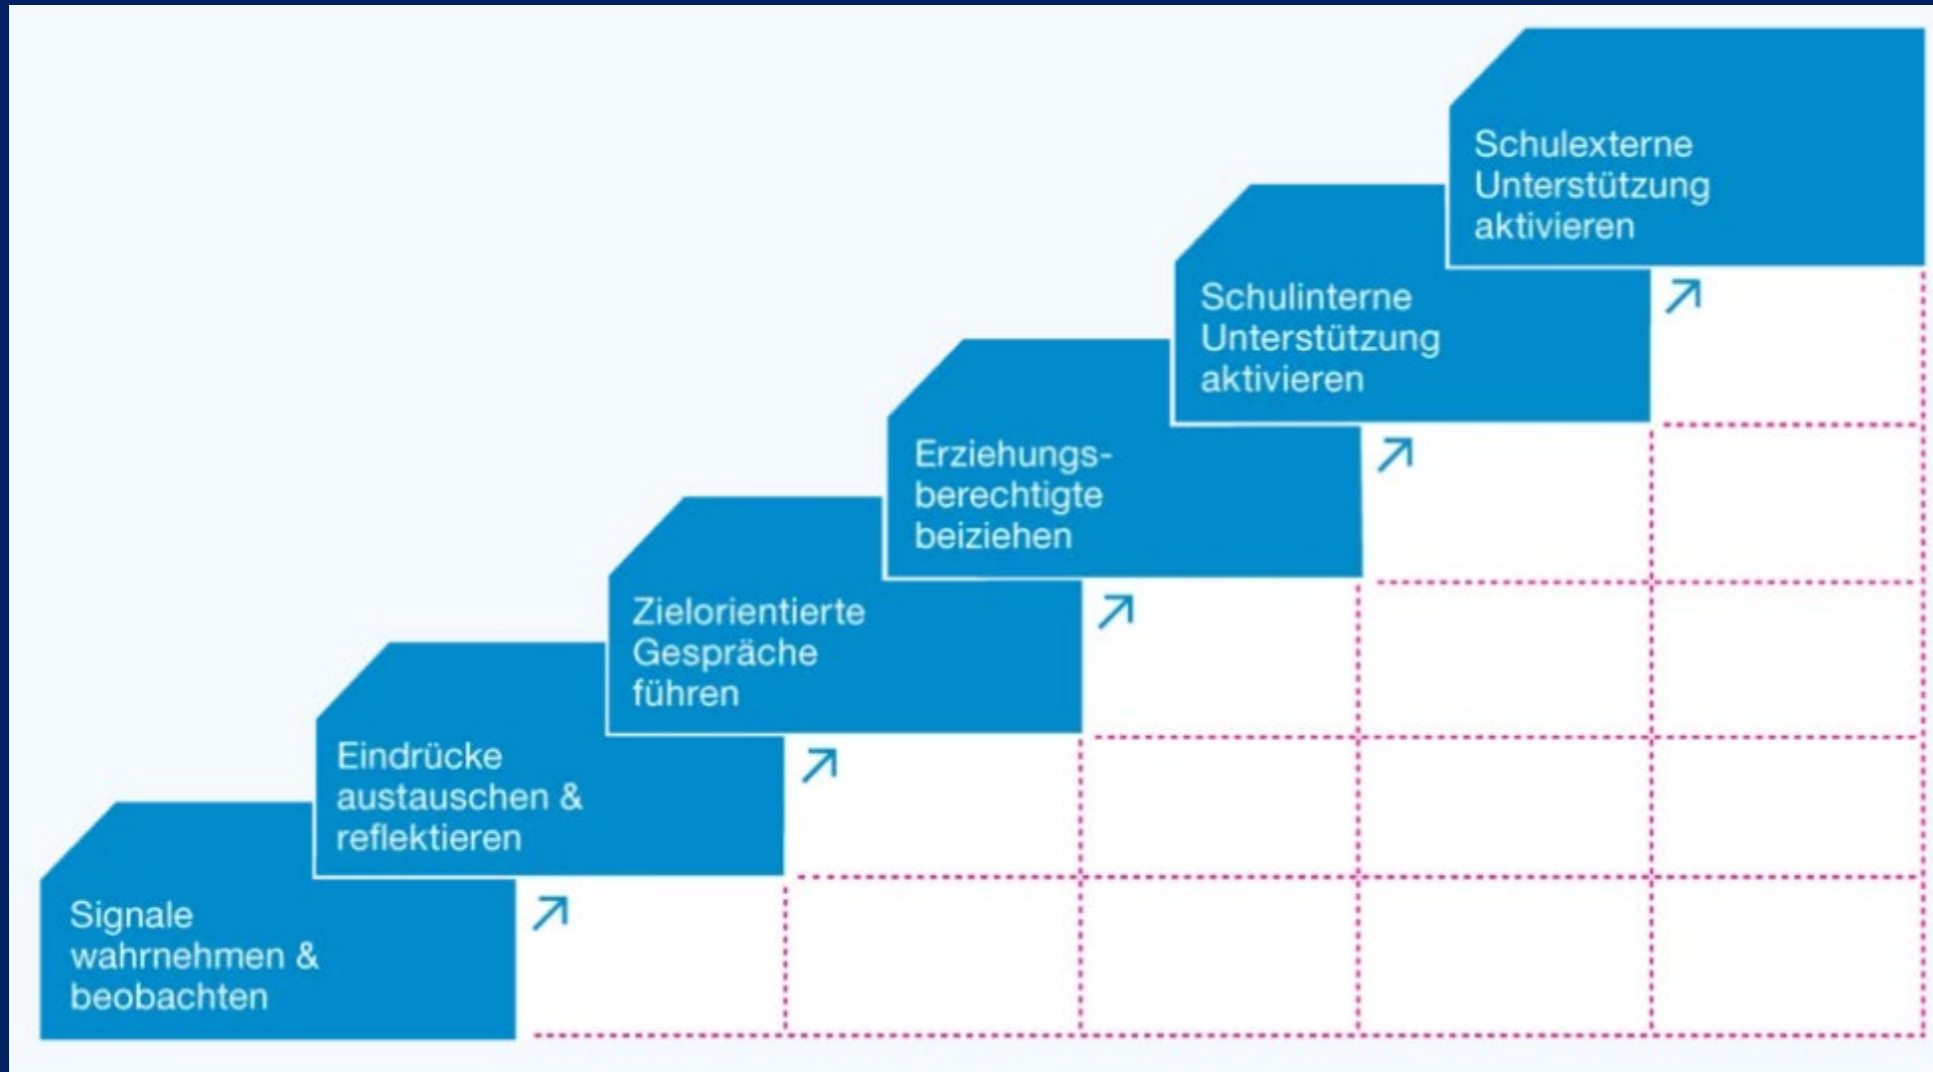 Schulexterne
Unterstützung
aktivieren
Schulinterne
Unterstützung
aktivieren
Erziehungs-
berechtigte
beiziehen
Zielorientierte
Gespräche
führen
Eindrücke
austauschen &
reflektieren
Signale
wahrnehmen &
beobachten